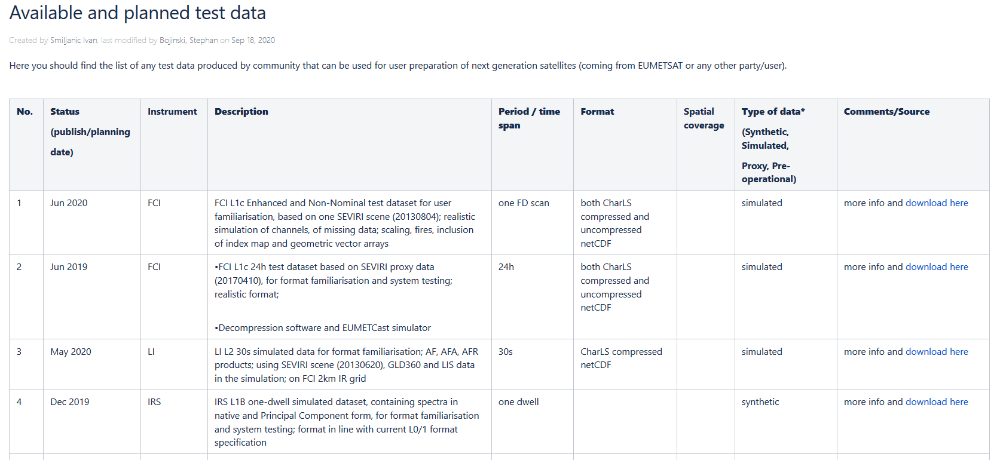 Available and planned test data
Created by Smiljanic Ivan, last modified by Bojinski, Stephan on Sep 18, 2020
Here you should find the list of any test data produced by community that can be used for user preparation of next generation satellites (coming from EUMETSAT or any other party/user).
No.
Status
(publish/planning
date)
Instrument
Description
Period / time
span
Format
Spatial
coverage
Type of data*
(Synthetic,
Simulated,
Proxy, Pre-
operational)
Comments/Source
1
Jun 2020
FCI
FCI L1c Enhanced and Non-Nominal test dataset for user
familiarisation, based on one SEVIRI scene (20130804); realistic
simulation of channels, of missing data; scaling, fires, inclusion
of index map and geometric vector arrays
one FD scan
both CharLS
compressed and
uncompressed
netCDF
simulated
more info and download here
2
Jun 2019
FCI
•FCI L1c 24h test dataset based on SEVIRI proxy data
(20170410), for format familiarisation and system testing;
realistic format;
•Decompression software and EUMETCast simulator
24h
both CharLS
compressed and
uncompressed
netCDF
simulated
more info and download here
3
May 2020
LI
LI L2 30s simulated data for format familiarisation; AF, AFA, AFR
products; using SEVIRI scene (20130620), GLD360 and LIS data
in the simulation; on FCI 2km IR grid
30s
CharLS compressed
netCDF
simulated
more info and download here
4
Dec 2019
IRS
IRS L1B one-dwell simulated dataset, containing spectra in
native and Principal Component form, for format familiarisation
and system testing; format in line with current L0/1 format
specification
one dwell
synthetic
more info and download here